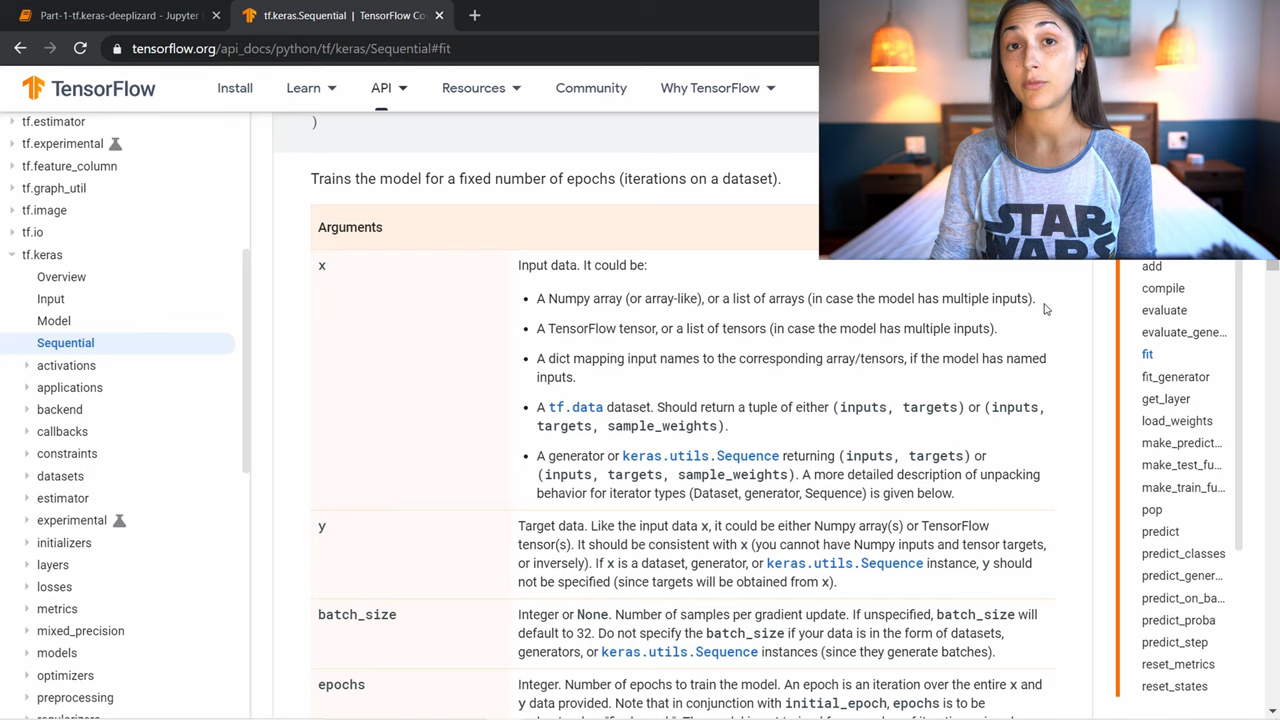 Part-1-tf.keras-deeplizard - Jupyter
tf.keras.Sequential | TensorFlow Co
tensorflow.org/api_docs/python/tf/keras/Sequential#fit
TensorFlow
Install
Learn
API
Resources
Community
Why TensorFlow
tf.estimator
tf.experimental
tf.feature_column
tf.graph_util
tf.image
tf.io
tf.keras
Overview
Input
Model
Sequential
activations
applications
backend
callbacks
constraints
datasets
estimator
experimental
initializers
layers
losses
metrics
mixed_precision
models
optimizers
preprocessing
)
Trains the model for a fixed number of epochs (iterations on a dataset).
Arguments
x
Input data. It could be:
• A Numpy array (or array-like), or a list of arrays (in case the model has multiple inputs).
• A TensorFlow tensor, or a list of tensors (in case the model has multiple inputs).
• A dict mapping input names to the corresponding array/tensors, if the model has named
inputs.
• A tf.data dataset. Should return a tuple of either (inputs, targets) or (inputs,
targets, sample_weights).
• A generator or keras.utils.Sequence returning (inputs, targets) or
(inputs, targets, sample_weights). A more detailed description of unpacking
behavior for iterator types (Dataset, generator, Sequence) is given below.
y
Target data. Like the input data x, it could be either Numpy array(s) or TensorFlow
tensor(s). It should be consistent with x (you cannot have Numpy inputs and tensor targets,
or inversely). If x is a dataset, generator, or keras.utils.Sequence instance, y should
not be specified (since targets will be obtained from x).
batch_size
Integer or None. Number of samples per gradient update. If unspecified, batch_size will
default to 32. Do not specify the batch_size if your data is in the form of datasets,
generators, or keras.utils.Sequence instances (since they generate batches).
epochs
Integer. Number of epochs to train the model. An epoch is an iteration over the entire x and
y data provided. Note that in conjunction with initial_epoch, epochs is to be
add
compile
evaluate
evaluate_gene...
fit
fit_generator
get_layer
load_weights
make_predict...
make_test_fu...
make_train_fu...
pop
predict
predict_classes
predict_gener...
predict_on_ba...
predict_proba
predict_step
reset_metrics
reset_states
STAR
WARS